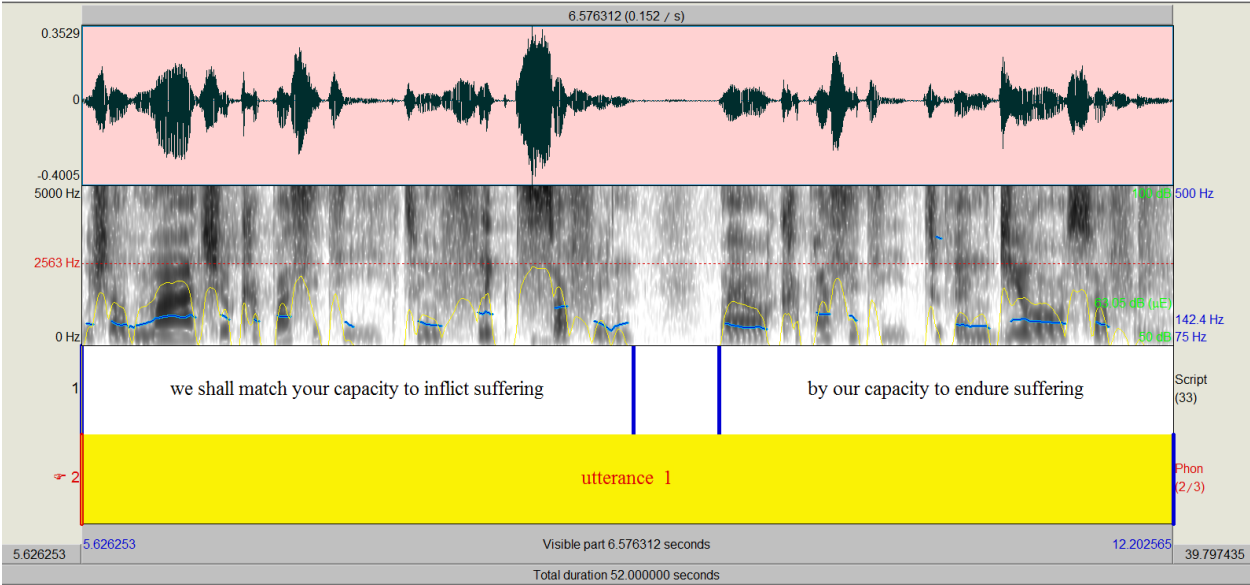 6.576312 (0.152 / s)
0.3529
0
-0.4005
5000 Hz
500 Hz
2563 Hz
142.4 Hz
0 Hz
75 Hz
1
we shall match your capacity to inflict suffering
by our capacity to endure suffering
Script
(33)
2
utterance 1
Phon
(2/3)
5.626253
5.626253
Visible part 6.576312 seconds
12.202565
39.797435
Total duration 52.000000 seconds